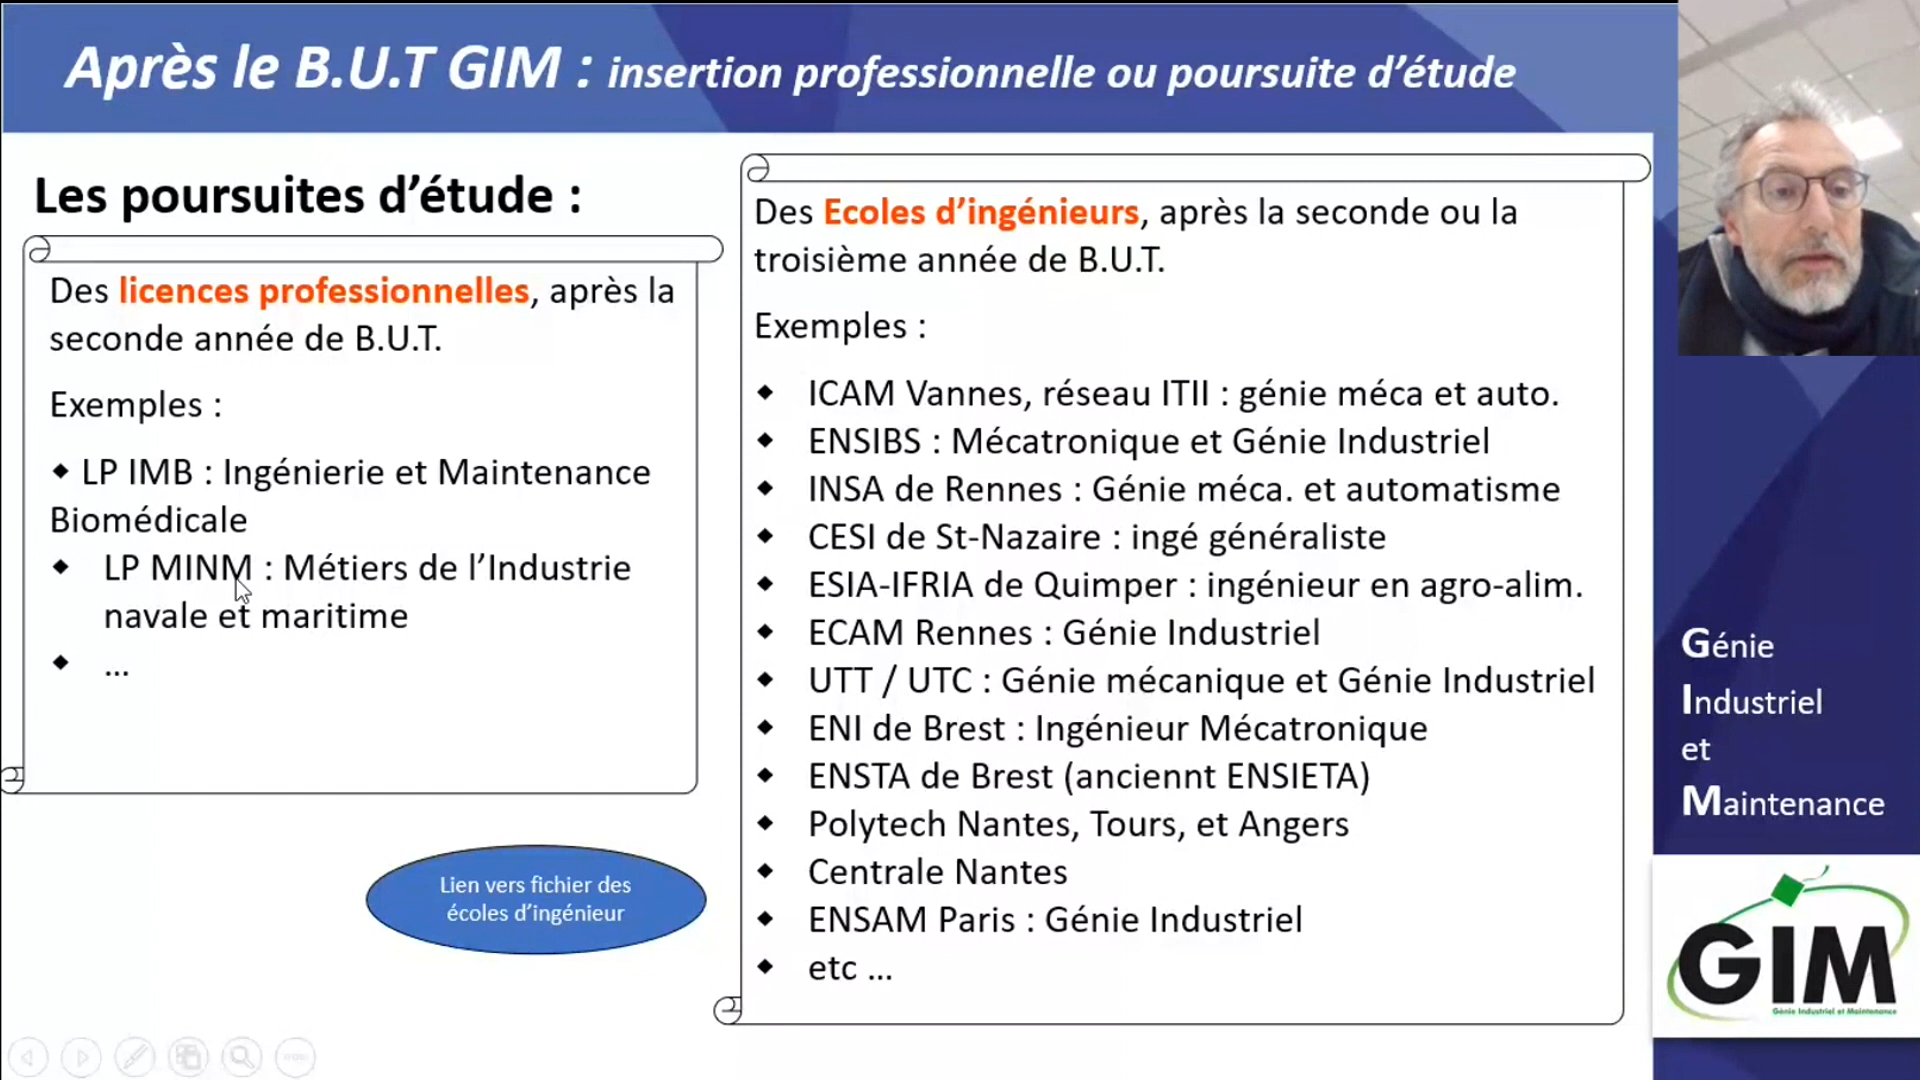 Après le B.U.T GIM : insertion professionnelle ou poursuite d’étude
Les poursuites d’étude :
Des licences professionnelles, après la
seconde année de B.U.T.
Exemples :
◆ LP IMB : Ingénierie et Maintenance
Biomédicale
◆ LP MINM : Métiers de l’Industrie
navale et maritime
◆ ...
Lien vers fichier des
écoles d’ingénieur
Des Ecoles d’ingénieurs, après la seconde ou la
troisième année de B.U.T.
Exemples :
◆ ICAM Vannes, réseau ITII : génie méca et auto.
◆ ENSIBS : Mécatronique et Génie Industriel
◆ INSA de Rennes : Génie méca. et automatisme
◆ CESI de St-Nazaire : ingé généraliste
◆ ESIA-IFRIA de Quimper : ingénieur en agro-alim.
◆ ECAM Rennes : Génie Industriel
◆ UTT / UTC : Génie mécanique et Génie Industriel
◆ ENI de Brest : Ingénieur Mécatronique
◆ ENSTA de Brest (anciennt ENSIETA)
◆ Polytech Nantes, Tours, et Angers
◆ Centrale Nantes
◆ ENSAM Paris : Génie Industriel
◆ etc ...
Génie
Industriel
et
Maintenance
GIM
Génie Industriel et Maintenance